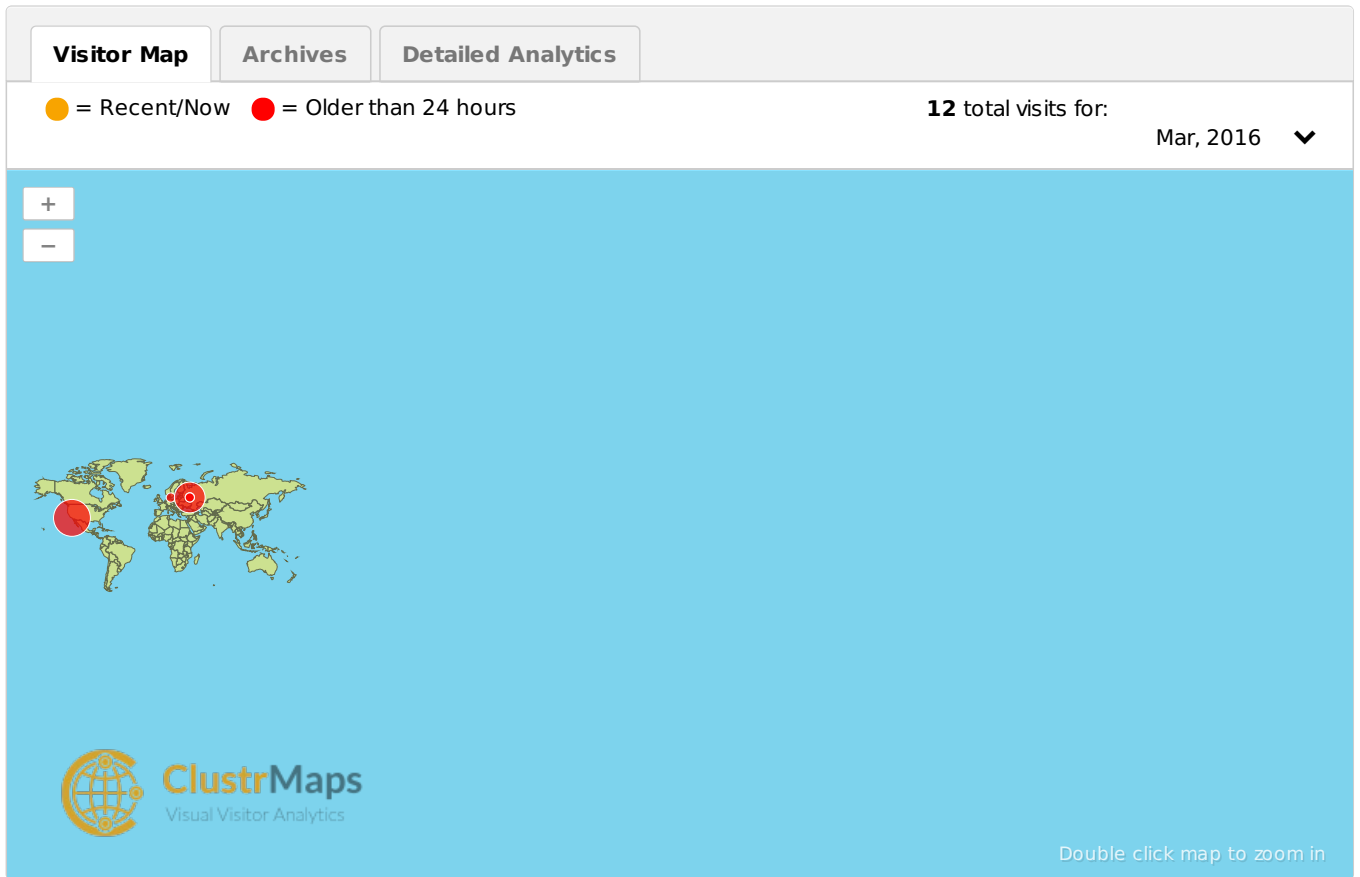 Visitor Map
Archives
Detailed Analytics
= Recent/Now
= Older than 24 hours
12 total visits for:
Mar, 2016
+
−
ClustrMaps
Visual Visitor Analytics
Double click map to zoom in